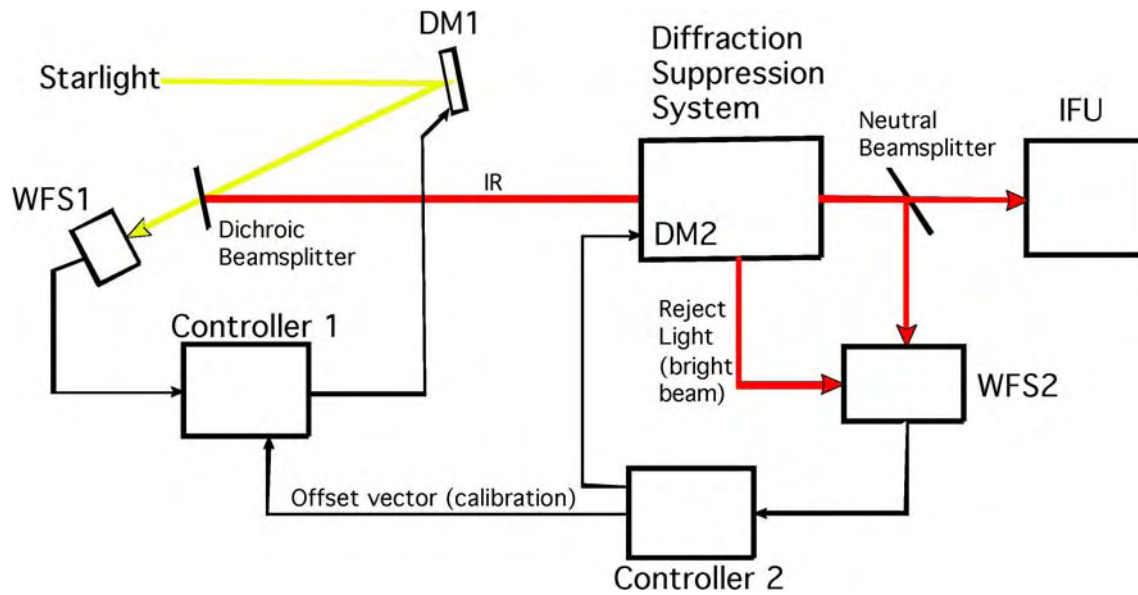 DM1
Starlight
Diffraction
Suppression
System
Neutral
Beamsplitter
IFU
WFS1
IR
Dichroic
Beamsplitter
DM2
Controller 1
Reject
Light
(bright
beam)
WFS2
Offset vector (calibration)
Controller 2